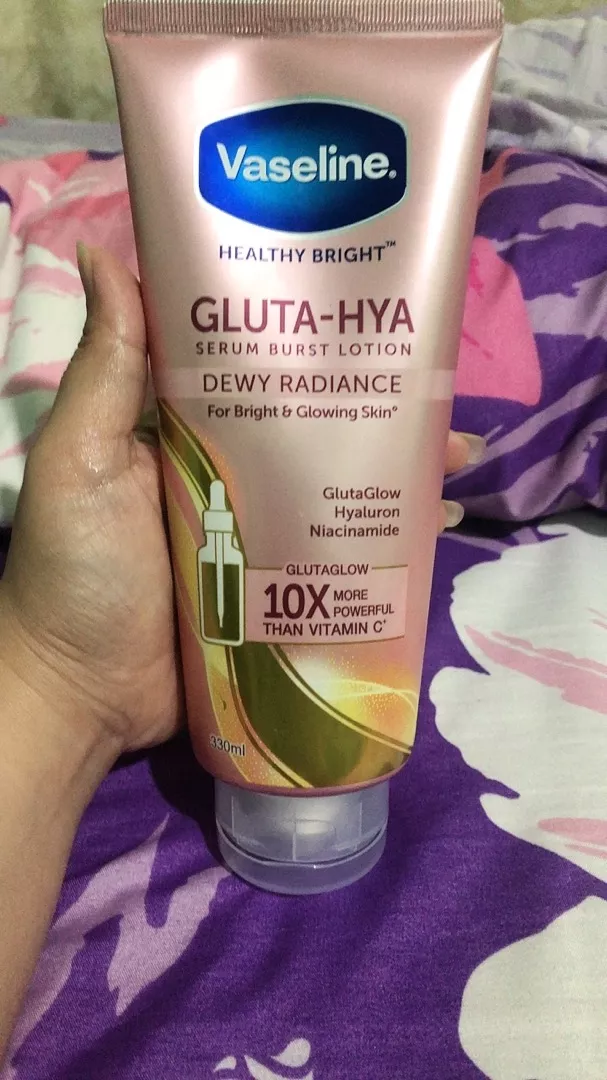 Vaseline.
HEALTHY BRIGHT™
GLUTA-HYA
SERUM BURST LOTION
DEWY RADIANCE
For Bright & Glowing Skin°
GlutaGlow
Hyaluron
Niacinamide
GLUTAGLOW
10X MORE POWERFUL
THAN VITAMIN C*
330ml